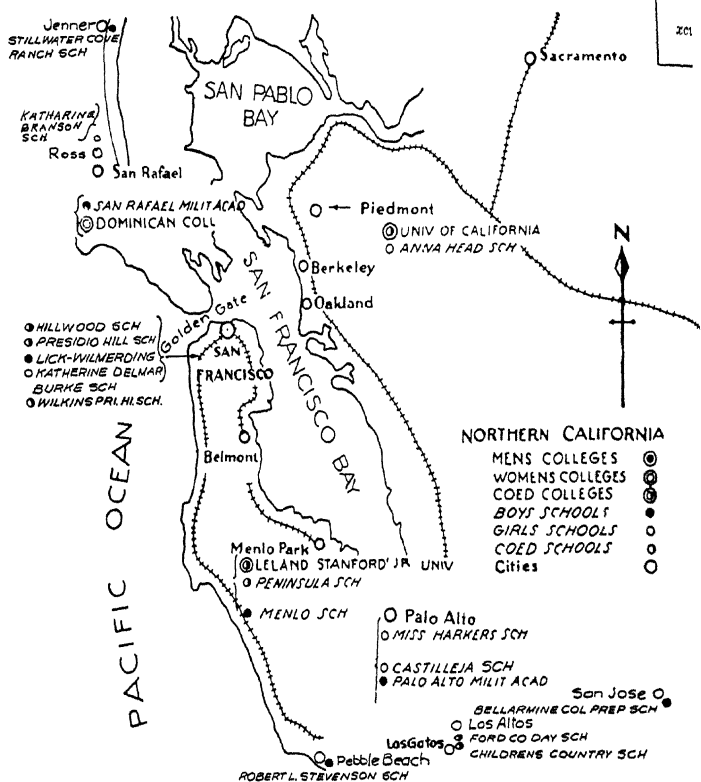 Jenner
STILLWATER COVE
RANCH SCH
KATHARINE
BRANSON
SCH.
Ross
San Rafael
SAN RAFAEL MILIT ACAD
DOMINICAN COLL
SAN PABLO
BAY
Sacramento
XCI
Piedmont
UNIV OF CALIFORNIA
ANNA HEAD SCH
N
Berkeley
Oakland
SAN FRANCISCO BAY
Golden Gate
HILLWOOD SCH
PRESIDIO HILL SCH
LICK-WILMERDING
KATHERINE DELMAR
BURKE SCH
WILKINS PRI. HI. SCH.
SAN
FRANCISCO
Belmont
PACIFIC OCEAN
NORTHERN CALIFORNIA
MENS COLLEGES
WOMENS COLLEGES
COED COLLEGES
BOYS SCHOOLS
GIRLS SCHOOLS
COED SCHOOLS
Cities
Menlo Park
LELAND STANFORD' JR UNIV
PENINSULA SCH
MENLO SCH
Palo Alto
MISS HARKERS SCH
CASTILLEJA SCH
PALO ALTO MILIT ACAD
San Jose
BELLARMINE COL PREP SCH
Los Altos
FORD CO DAY SCH
Los Gatos
CHILDRENS COUNTRY SCH
Pebble Beach
ROBERT L. STEVENSON SCH